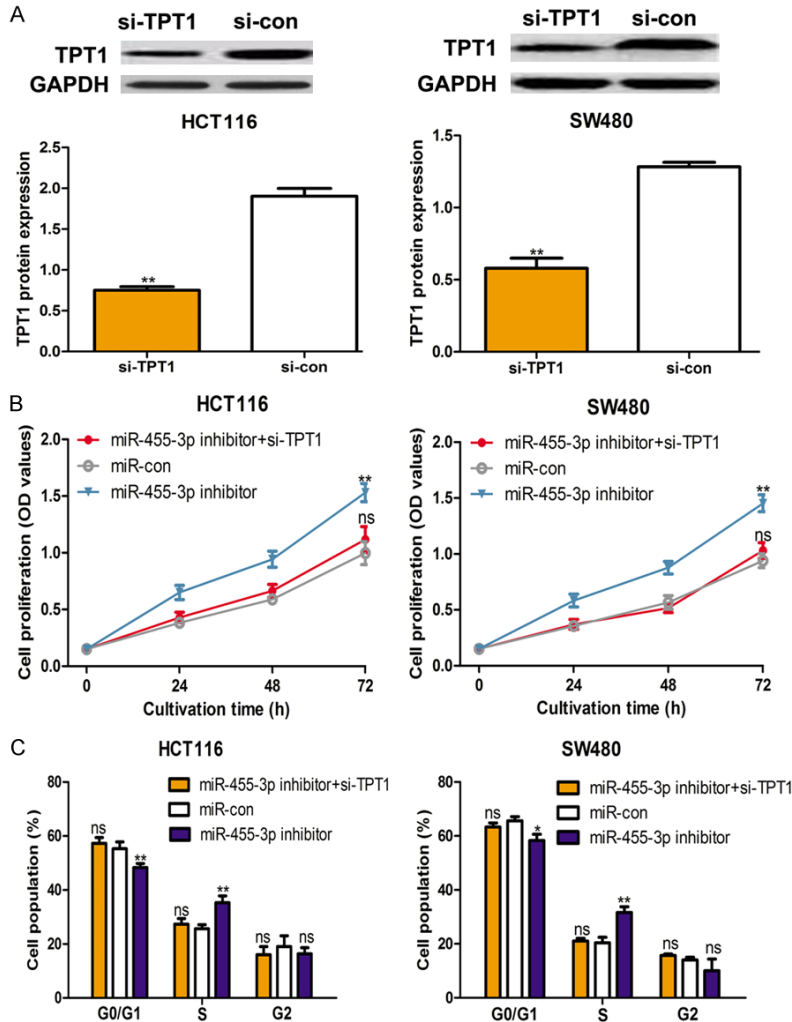 A
si-TPT1 si-con
TPT1
GAPDH
si-TPT1 si-con
TPT1
GAPDH
HCT116
TPT1 protein expression
2.5
2.0
1.5
1.0
0.5
0.0
**
si-TPT1 si-con
SW480
TPT1 protein expression
1.5
1.0
0.5
0.0
**
si-TPT1 si-con
B
HCT116
Cell proliferation (OD values)
2.0
1.5
1.0
0.5
0.0
miR-455-3p inhibitor+si-TPT1
miR-con
miR-455-3p inhibitor
**
ns
0 24 48 72
Cultivation time (h)
SW480
Cell proliferation (OD values)
2.0
1.5
1.0
0.5
0.0
miR-455-3p inhibitor+si-TPT1
miR-con
miR-455-3p inhibitor
**
ns
0 24 48 72
Cultivation time (h)
C
HCT116
Cell population (%)
80
60
40
20
0
miR-455-3p inhibitor+si-TPT1
miR-con
miR-455-3p inhibitor
ns **
ns **
ns ns
G0/G1 S G2
SW480
Cell population (%)
80
60
40
20
0
miR-455-3p inhibitor+si-TPT1
miR-con
miR-455-3p inhibitor
ns *
ns **
ns ns
G0/G1 S G2